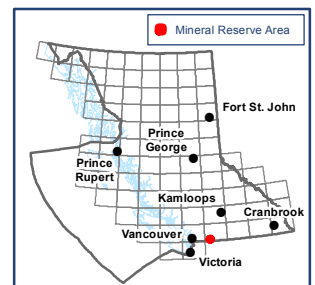 Mineral Reserve Area
Fort St. John
Prince
George
Prince
Rupert
Kamloops
Cranbrook
Vancouver
Victoria